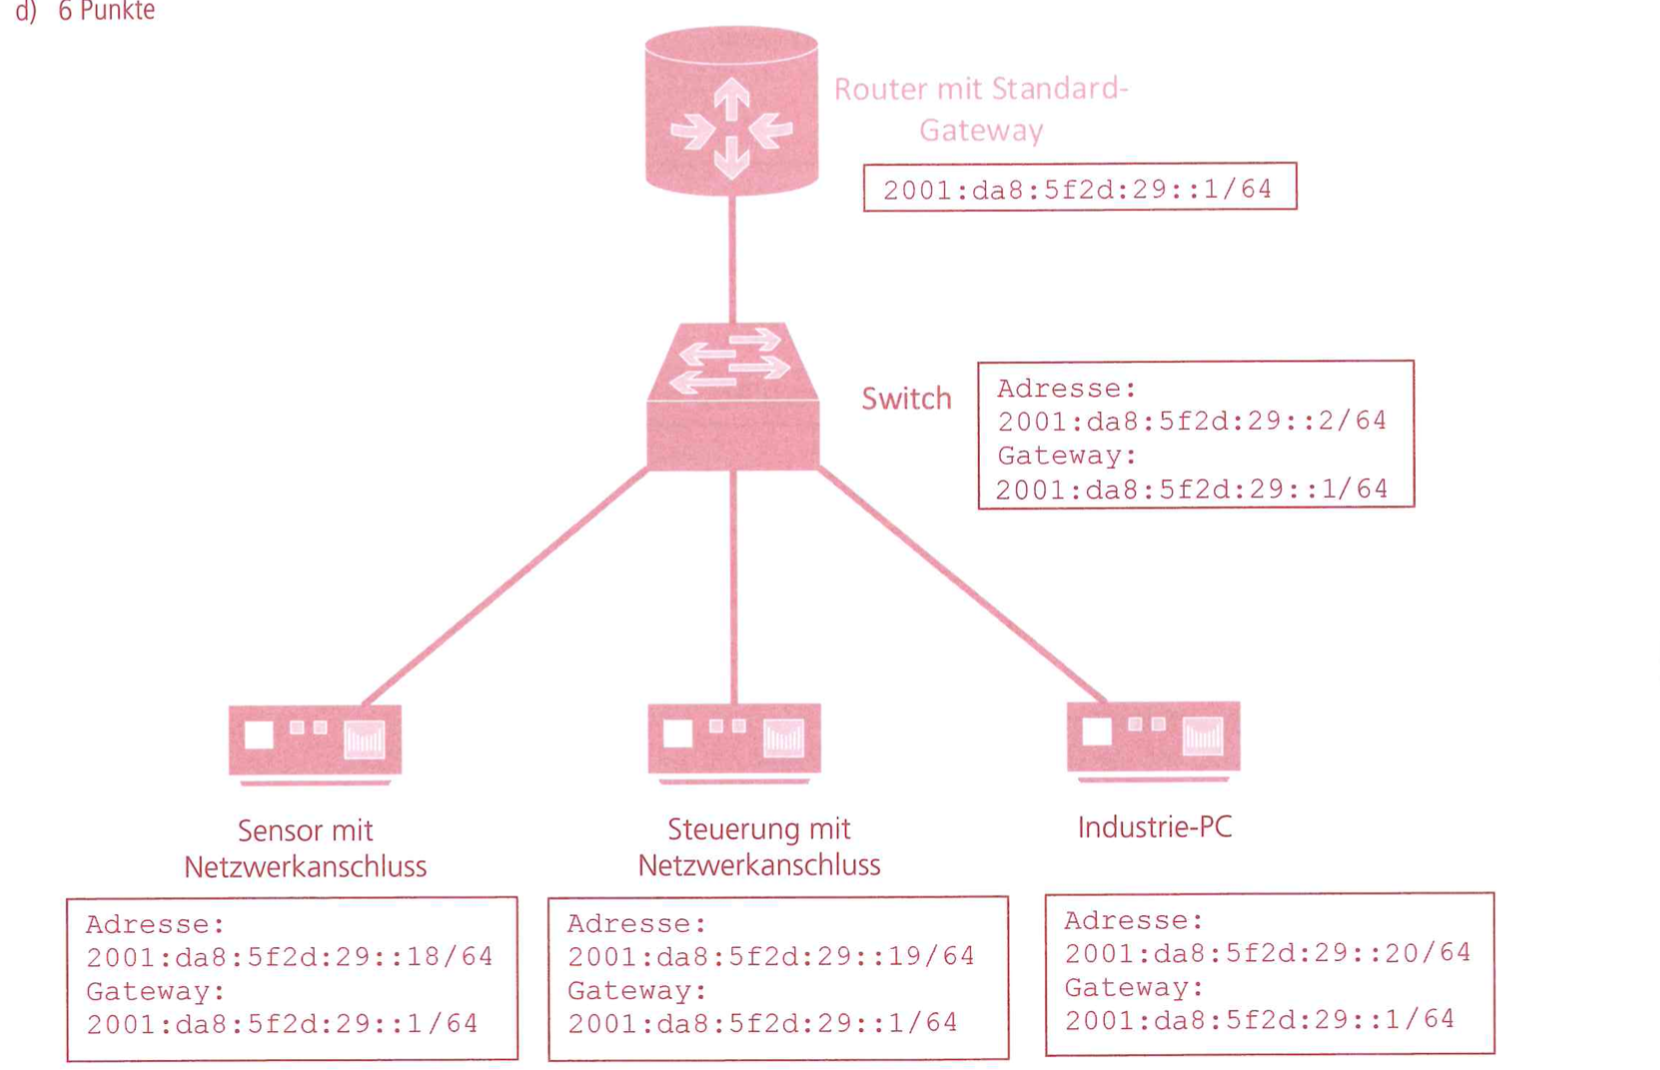 d) 6 Punkte
Router mit Standard-
Gateway
2001:da8:5f2d:29::1/64
Switch
Adresse:
2001:da8:5f2d:29::2/64
Gateway:
2001:da8:5f2d:29::1/64
Sensor mit
Netzwerkanschluss
Adresse:
2001:da8:5f2d:29::18/64
Gateway:
2001:da8:5f2d:29::1/64
Steuerung mit
Netzwerkanschluss
Adresse:
2001:da8:5f2d:29::19/64
Gateway:
2001:da8:5f2d:29::1/64
Industrie-PC
Adresse:
2001:da8:5f2d:29::20/64
Gateway:
2001:da8:5f2d:29::1/64